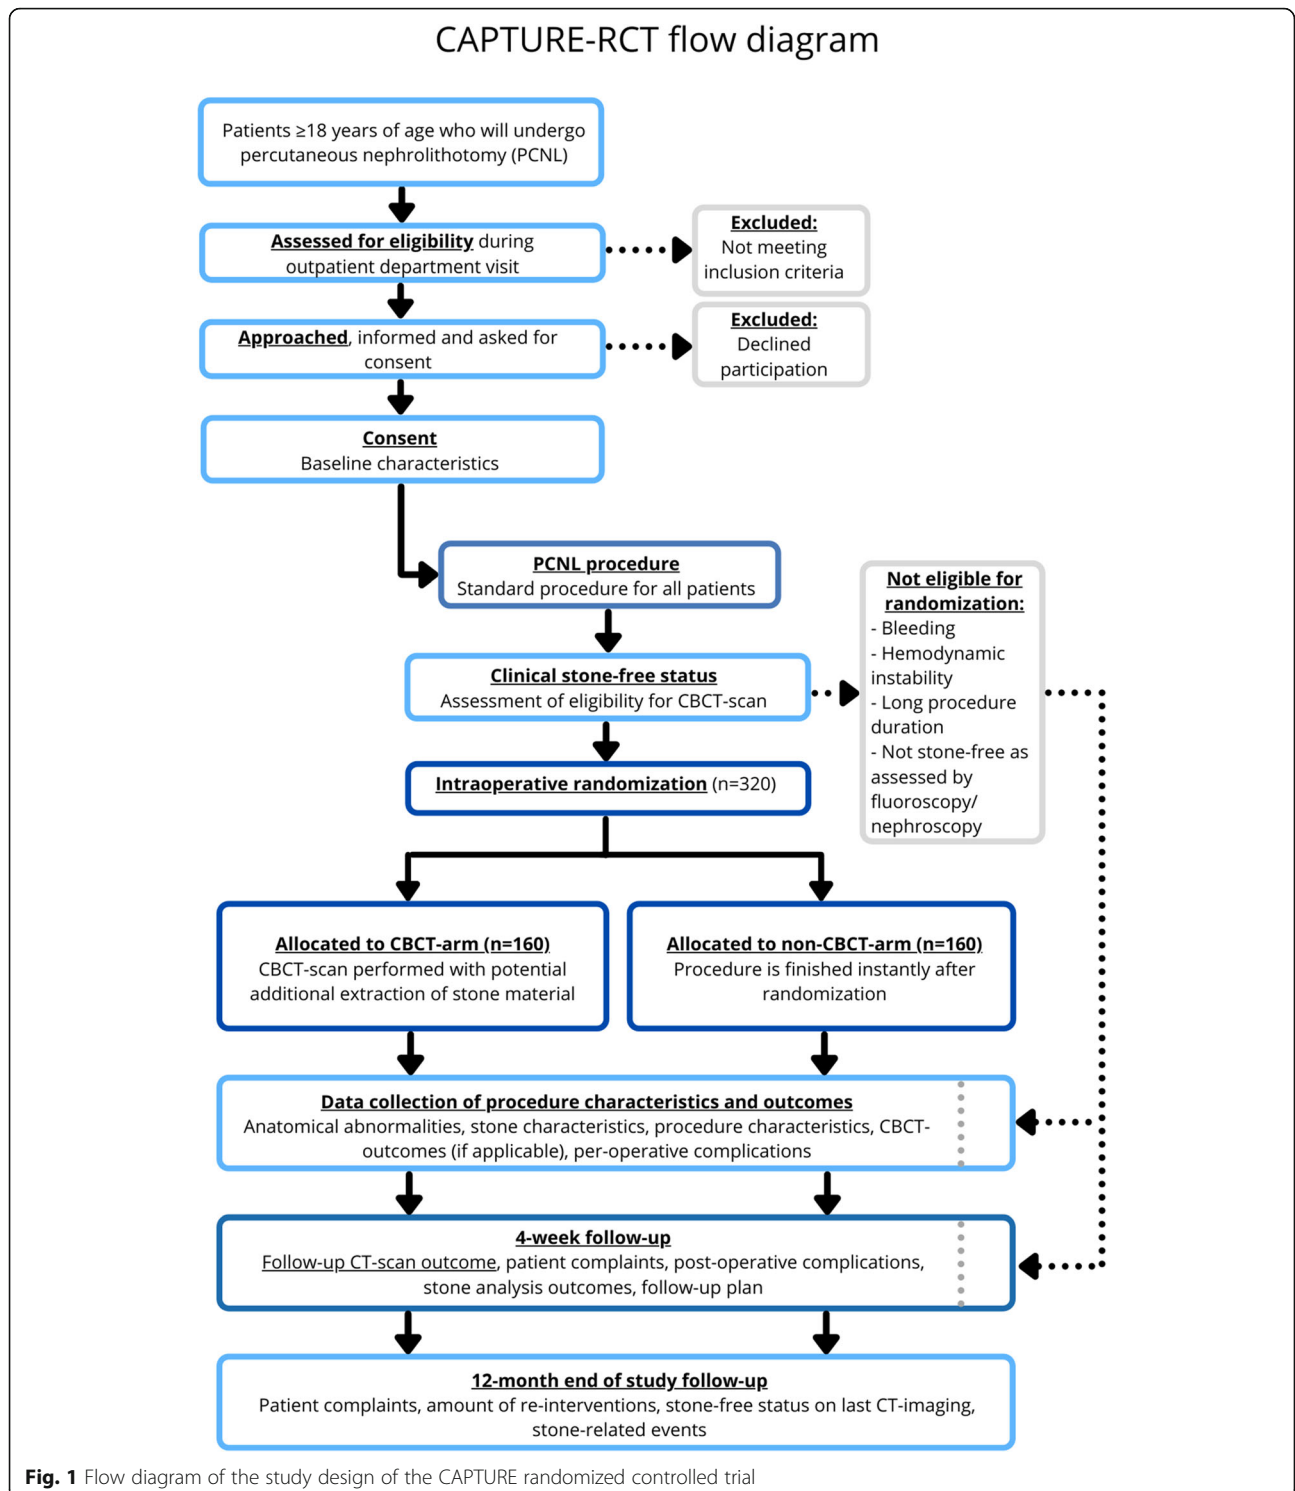 CAPTURE-RCT flow diagram
Patients ≥18 years of age who will undergo
percutaneous nephrolithotomy (PCNL)
Assessed for eligibility during
outpatient department visit
Excluded:
Not meeting
inclusion criteria
Approached, informed and asked for
consent
Excluded:
Declined
participation
Consent
Baseline characteristics
PCNL procedure
Standard procedure for all patients
Clinical stone-free status
Assessment of eligibility for CBCT-scan
Not eligible for
randomization:
- Bleeding
- Hemodynamic
instability
- Long procedure
duration
- Not stone-free as
assessed by
fluoroscopy/
nephroscopy
Intraoperative randomization (n=320)
Allocated to CBCT-arm (n=160)
CBCT-scan performed with potential
additional extraction of stone material
Allocated to non-CBCT-arm (n=160)
Procedure is finished instantly after
randomization
Data collection of procedure characteristics and outcomes
Anatomical abnormalities, stone characteristics, procedure characteristics, CBCT-
outcomes (if applicable), per-operative complications
4-week follow-up
Follow-up CT-scan outcome, patient complaints, post-operative complications,
stone analysis outcomes, follow-up plan
12-month end of study follow-up
Patient complaints, amount of re-interventions, stone-free status on last CT-imaging,
stone-related events
Fig. 1 Flow diagram of the study design of the CAPTURE randomized controlled trial